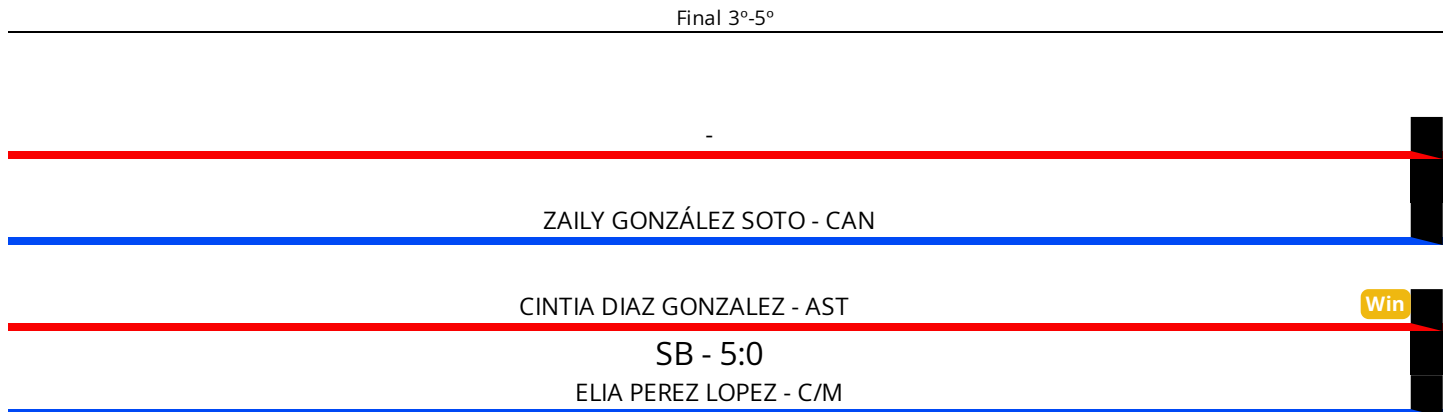 Final 3º-5º
-
ZAILY GONZÁLEZ SOTO - CAN
CINTIA DIAZ GONZALEZ - AST
Win
SB - 5:0
ELIA PEREZ LOPEZ - C/M